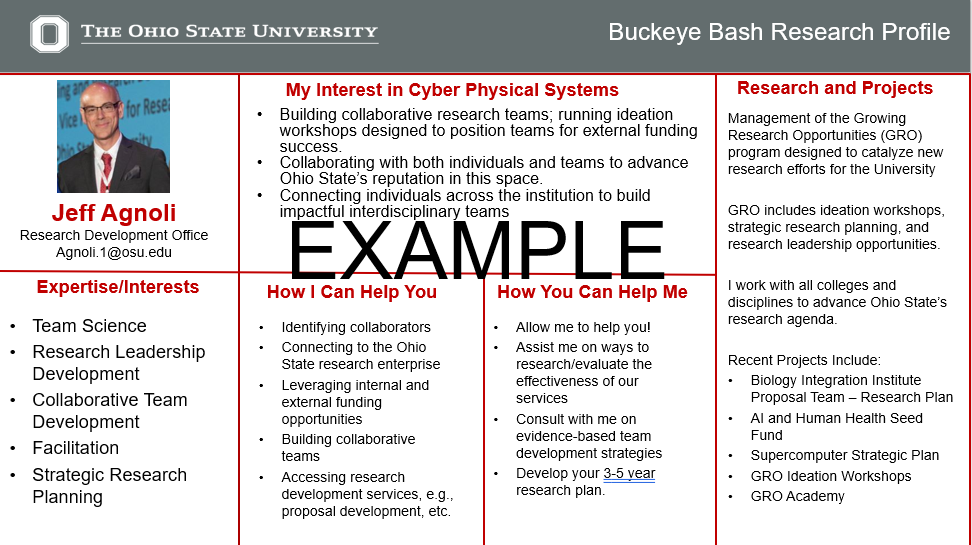 THE OHIO STATE UNIVERSITY
Buckeye Bash Research Profile
Jeff Agnoli
Research Development Office
Agnoli.1@osu.edu
My Interest in Cyber Physical Systems
• Building collaborative research teams; running ideation
workshops designed to position teams for external funding
success.
• Collaborating with both individuals and teams to advance
Ohio State’s reputation in this space.
• Connecting individuals across the institution to build
impactful interdisciplinary teams
EXAMPLE
Expertise/Interests
• Team Science
• Research Leadership
Development
• Collaborative Team
Development
• Facilitation
• Strategic Research
Planning
How I Can Help You
• Identifying collaborators
• Connecting to the Ohio
State research enterprise
• Leveraging internal and
external funding
opportunities
• Building collaborative
teams
• Accessing research
development services, e.g.,
proposal development, etc.
How You Can Help Me
• Allow me to help you!
• Assist me on ways to
research/evaluate the
effectiveness of our
services
• Consult with me on
evidence-based team
development strategies
• Develop your 3-5 year
research plan.
Research and Projects
Management of the Growing
Research Opportunities (GRO)
program designed to catalyze new
research efforts for the University
GRO includes ideation workshops,
strategic research planning, and
research leadership opportunities.
I work with all colleges and
disciplines to advance Ohio State’s
research agenda.
Recent Projects Include:
• Biology Integration Institute
Proposal Team – Research Plan
• AI and Human Health Seed
Fund
• Supercomputer Strategic Plan
• GRO Ideation Workshops
• GRO Academy